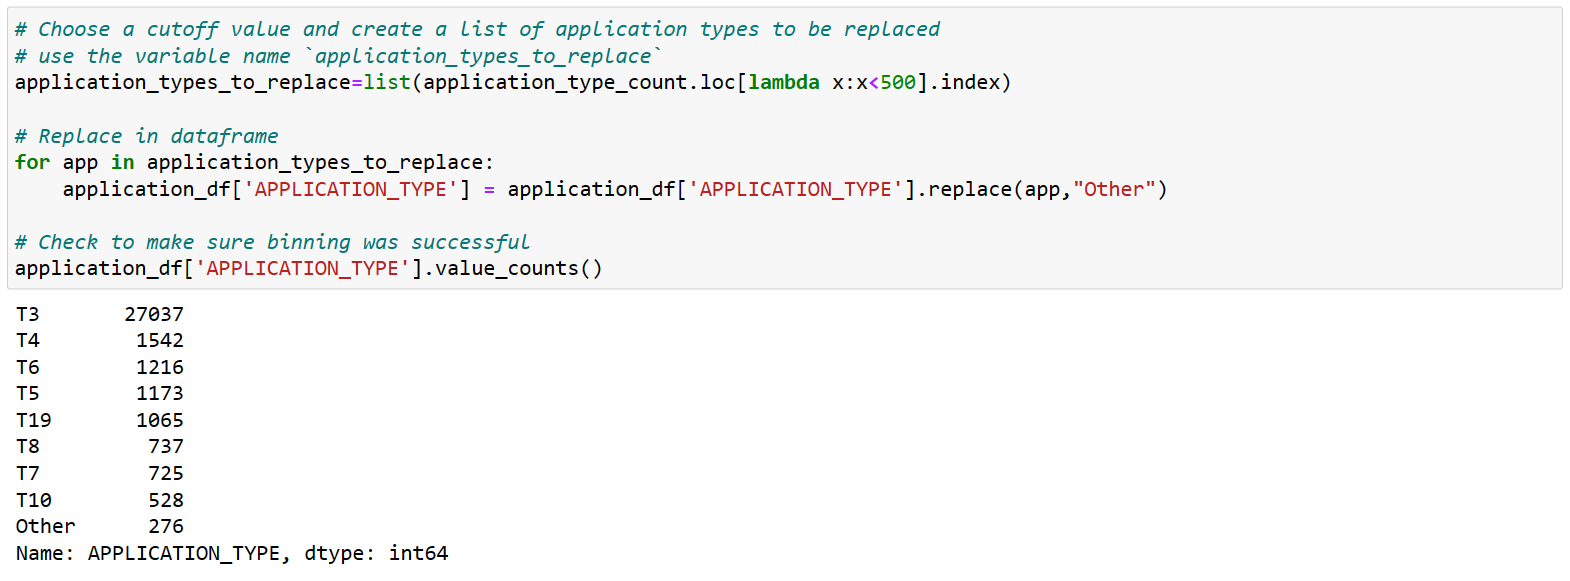 # Choose a cutoff value and create a list of application types to be replaced
# use the variable name `application_types_to_replace`
application_types_to_replace=list(application_type_count.loc[lambda x:x<500].index)
# Replace in dataframe
for app in application_types_to_replace:
    application_df['APPLICATION_TYPE'] = application_df['APPLICATION_TYPE'].replace(app,"Other")
# Check to make sure binning was successful
application_df['APPLICATION_TYPE'].value_counts()
T3       27037
T4        1542
T6        1216
T5        1173
T19       1065
T8         737
T7         725
T10        528
Other      276
Name: APPLICATION_TYPE, dtype: int64